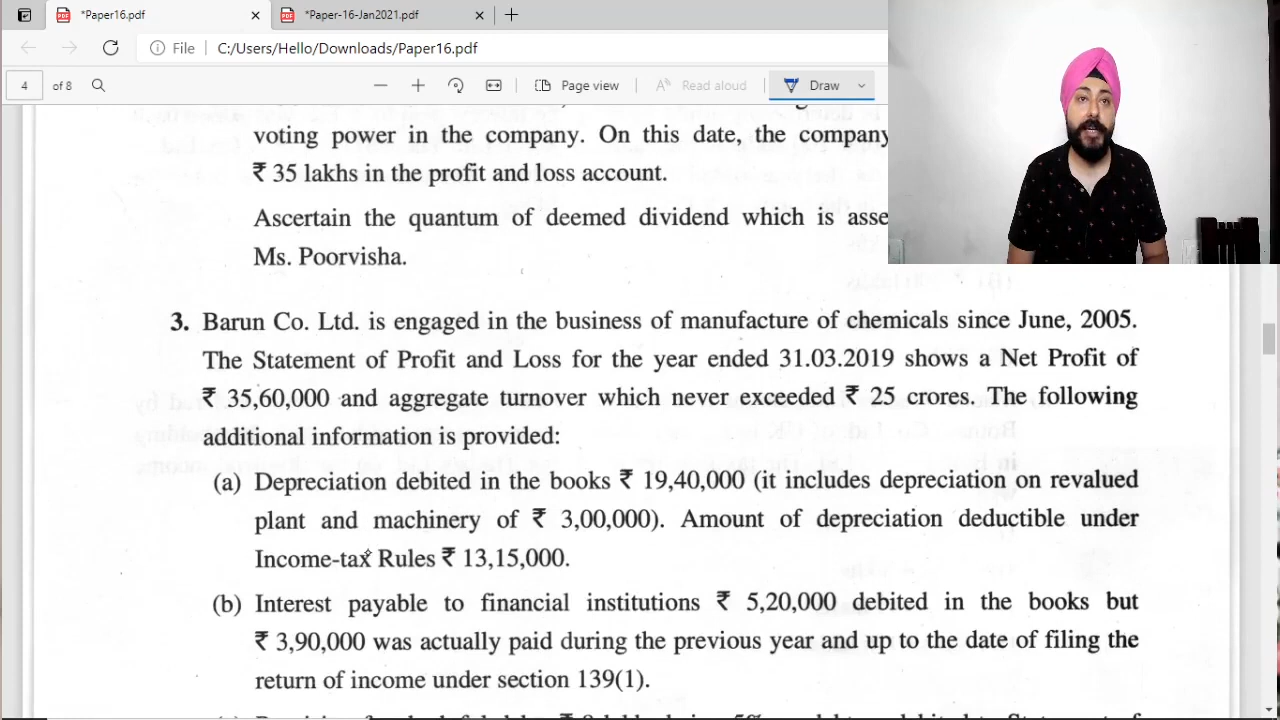 *Paper16.pdf
*Paper-16-Jan2021.pdf
File C:/Users/Hello/Downloads/Paper16.pdf
4 of 8 Page view Read aloud Draw
voting power in the company. On this date, the company
₹ 35 lakhs in the profit and loss account.
Ascertain the quantum of deemed dividend which is asse
Ms. Poorvisha.
3. Barun Co. Ltd. is engaged in the business of manufacture of chemicals since June, 2005.
The Statement of Profit and Loss for the year ended 31.03.2019 shows a Net Profit of
₹ 35,60,000 and aggregate turnover which never exceeded ₹ 25 crores. The following
additional information is provided:
(a) Depreciation debited in the books ₹ 19,40,000 (it includes depreciation on revalued
plant and machinery of ₹ 3,00,000). Amount of depreciation deductible under
Income-tax Rules ₹ 13,15,000.
(b) Interest payable to financial institutions ₹ 5,20,000 debited in the books but
₹ 3,90,000 was actually paid during the previous year and up to the date of filing the
return of income under section 139(1).